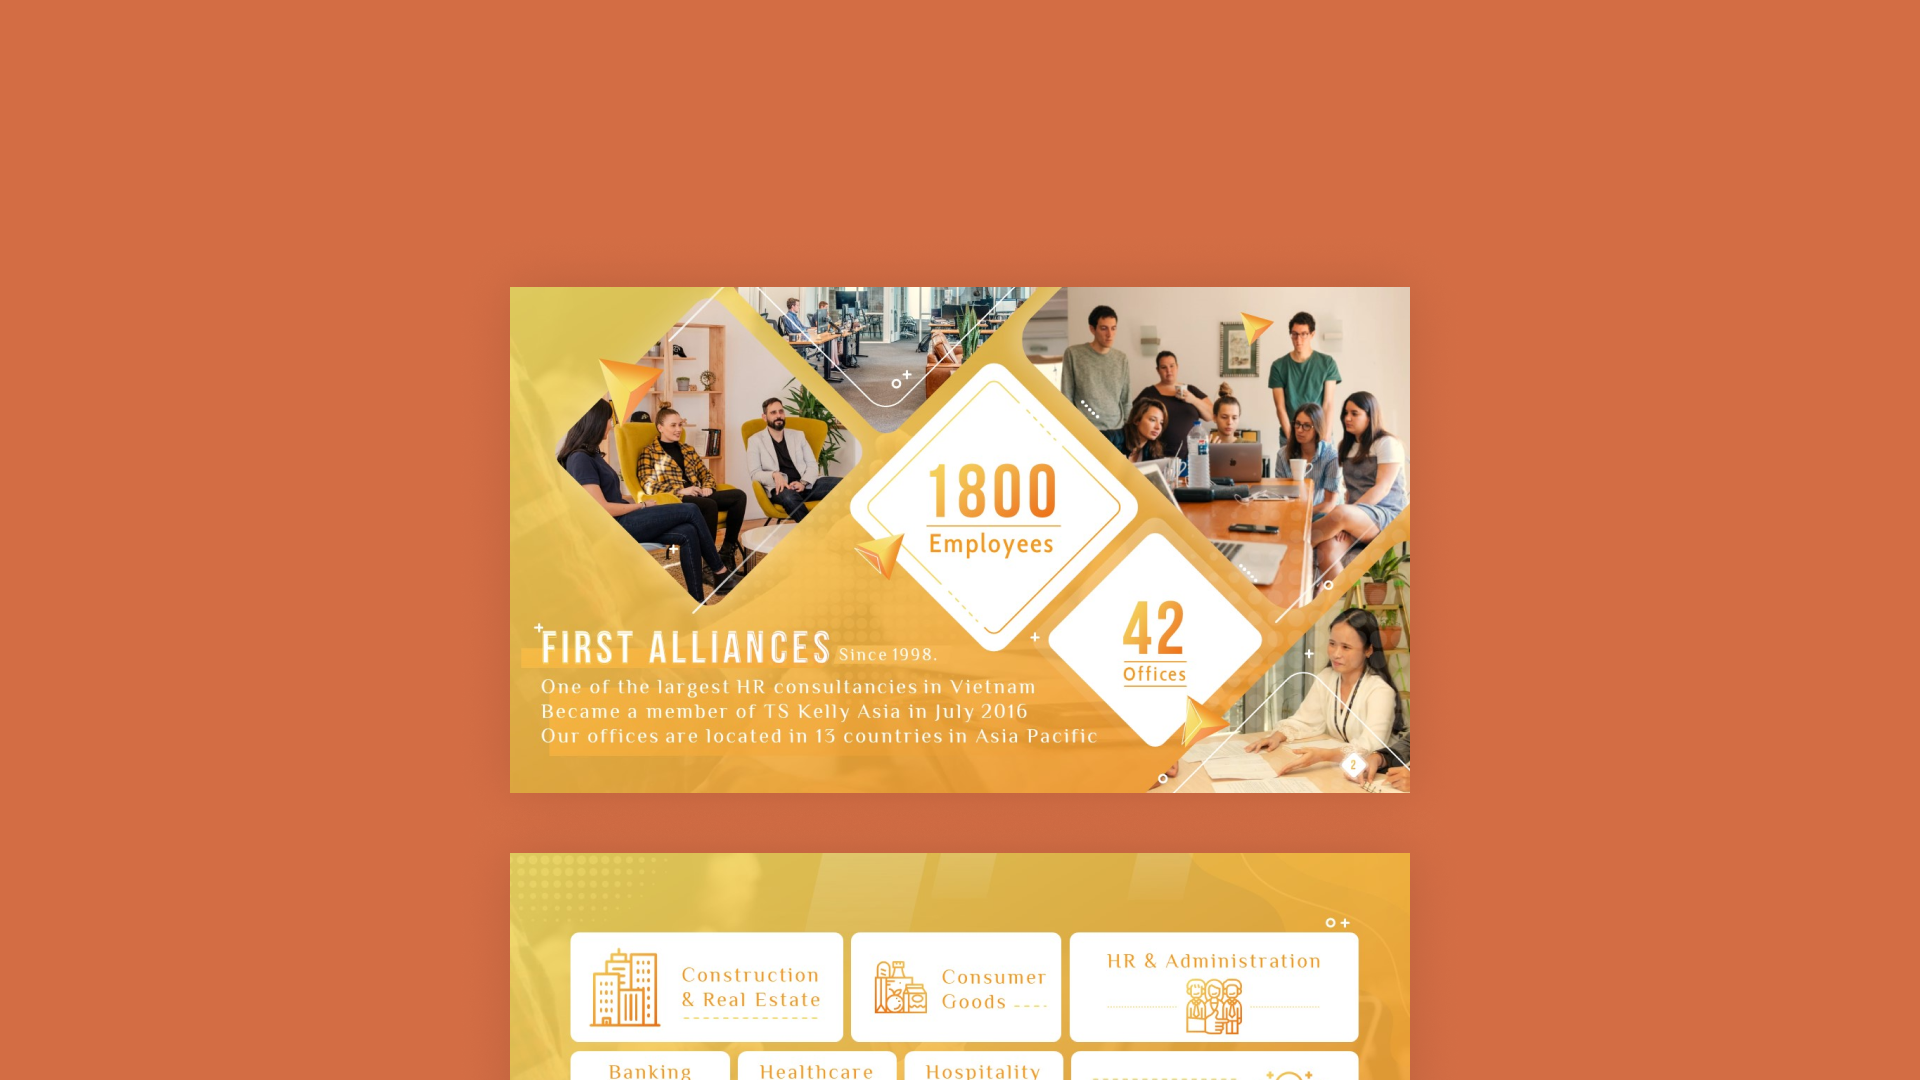 1800
Employees
42
Offices
FIRST ALLIANCES Since 1998.
One of the largest HR consultancies in Vietnam
Became a member of TS Kelly Asia in July 2016
Our offices are located in 13 countries in Asia Pacific
2
Construction
& Real Estate
Consumer
Goods
HR & Administration
Banking
Healthcare
Hospitality